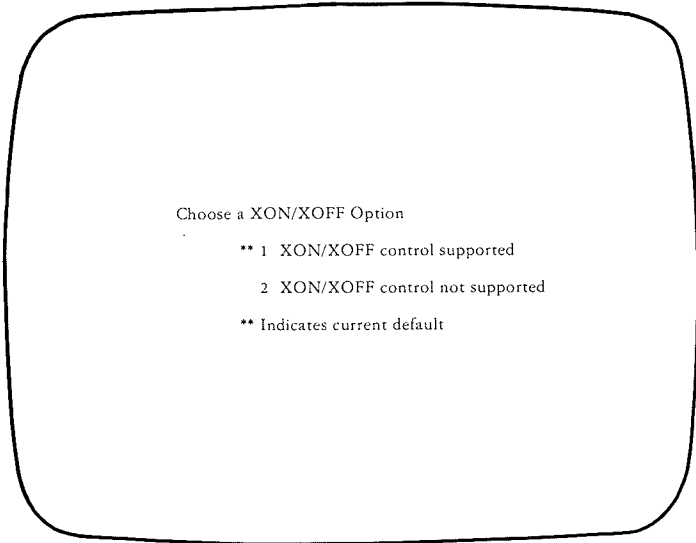 Choose a XON/XOFF Option
** 1 XON/XOFF control supported
2 XON/XOFF control not supported
** Indicates current default